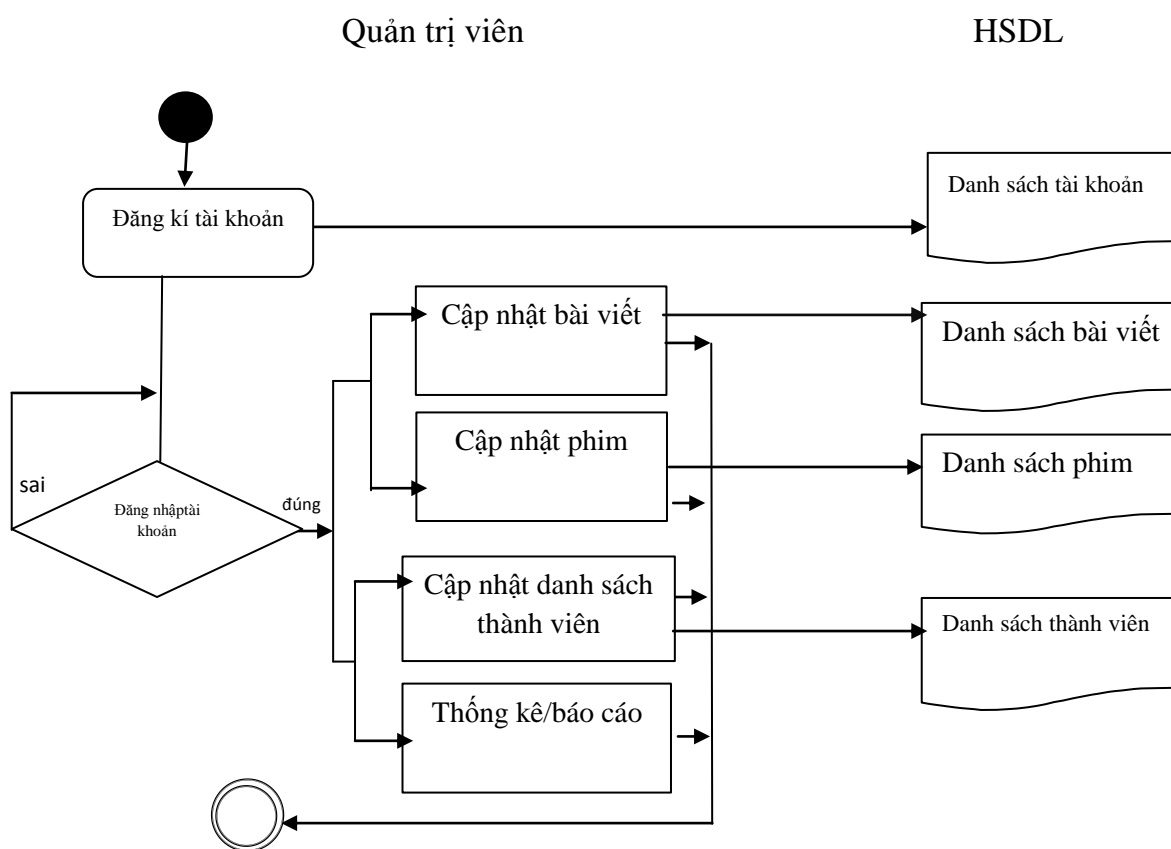 Quản trị viên
HSDL
Đăng kí tài khoản
Danh sách tài khoản
Cập nhật bài viết
Danh sách bài viết
Cập nhật phim
Danh sách phim
sai
Đăng nhậptài
khoản
đúng
Cập nhật danh sách
thành viên
Danh sách thành viên
Thống kê/báo cáo